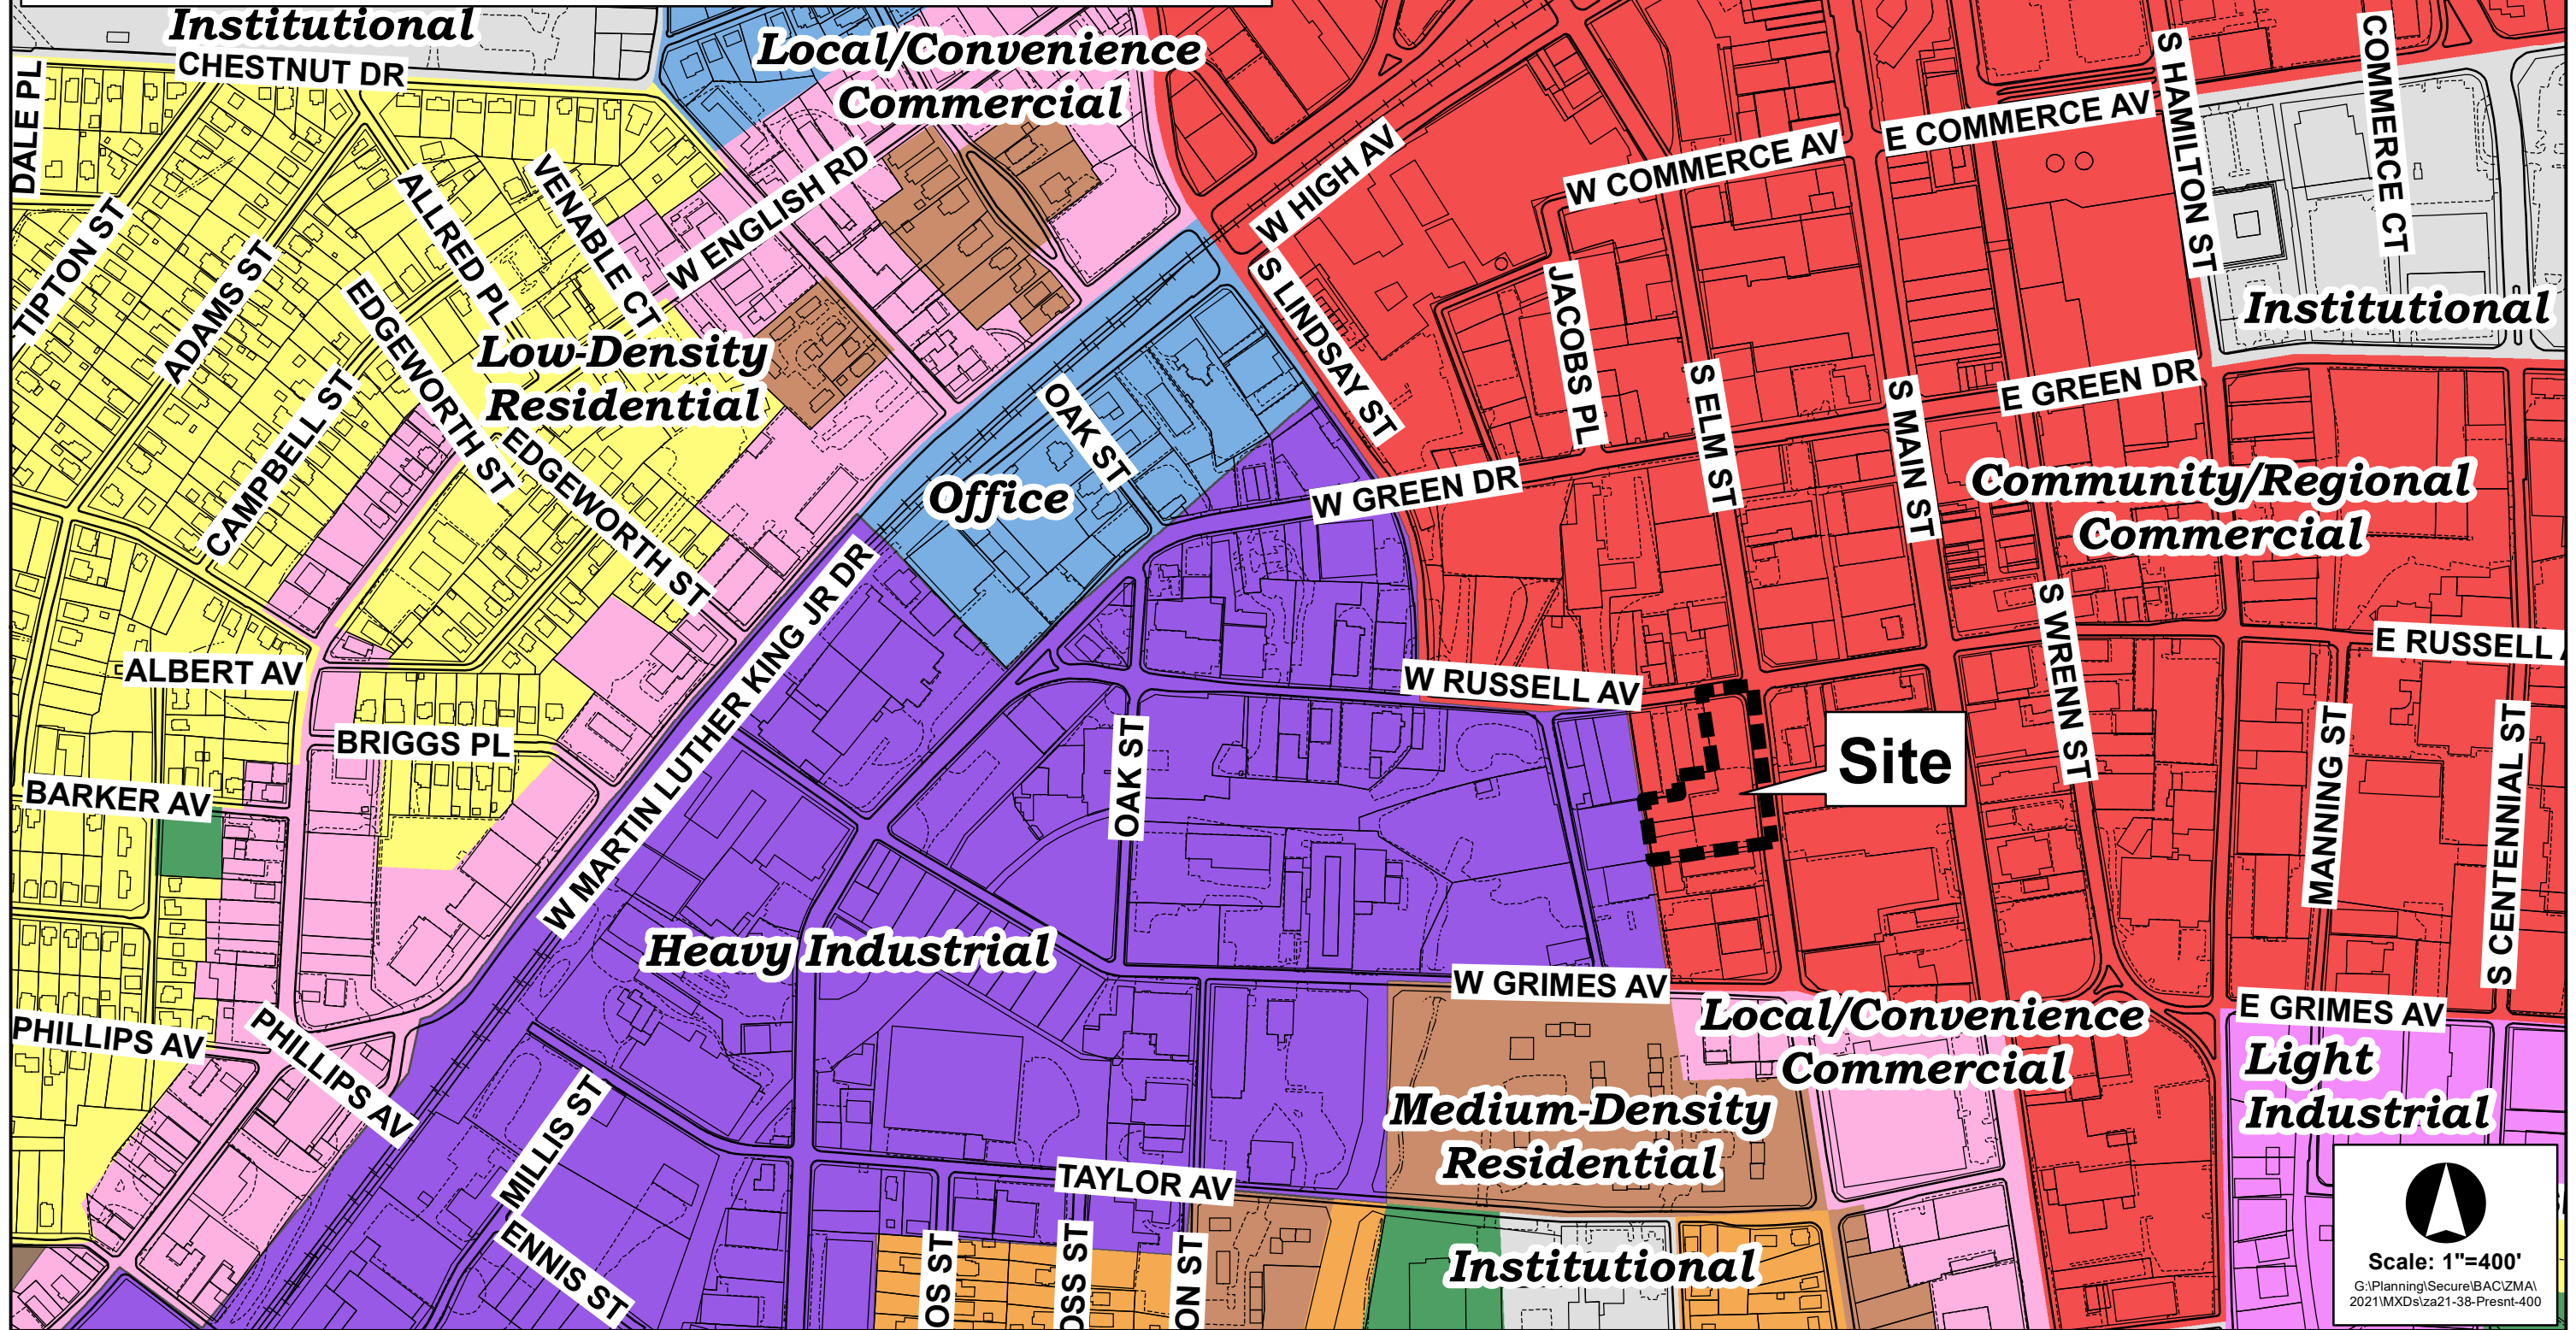 Institutional
CHESTNUT DR
DALE PL
Local/Convenience
Commercial
S HAMILTON ST
COMMERCE CT
E COMMERCE AV
W COMMERCE AV
W HIGH AV
W ENGLISH RD
VENABLE CT
ALLRED PL
TIPTON ST
ADAMS ST
EDGEWORTH ST
Low-Density
Residential
CAMPBELL ST
EDGEWORTH ST
S LINDSAY ST
JACOBS PL
Institutional
S ELM ST
S MAIN ST
E GREEN DR
OAK ST
Office
W GREEN DR
Community/Regional
Commercial
W MARTIN LUTHER KING JR DR
S WRENN ST
E RUSSELL
W RUSSELL AV
ALBERT AV
BRIGGS PL
BARKER AV
OAK ST
Site
MANNING ST
S CENTENNIAL ST
Heavy Industrial
W GRIMES AV
E GRIMES AV
Local/Convenience
Commercial
Light
Industrial
PHILLIPS AV
PHILLIPS AV
MILLIS ST
Medium-Density
Residential
TAYLOR AV
ENNIS ST
OS ST
OSS ST
ON ST
Institutional
Scale: 1"=400'
G:\Planning\Secure\BAC\ZMA\
2021\MXDs\za21-38-Presnt-400